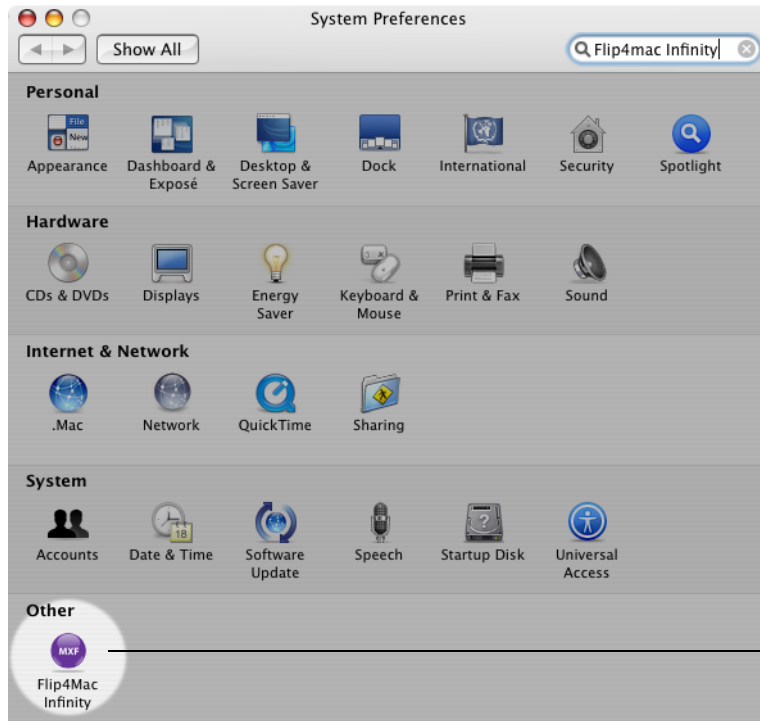 System Preferences
Show All
Flip4mac Infinity
Personal
File
New
Appearance
Dashboard &
Exposé
Desktop &
Screen Saver
Dock
International
Security
Spotlight
Hardware
CDs & DVDs
Displays
Energy
Saver
Keyboard &
Mouse
Print & Fax
Sound
Internet & Network
.Mac
Network
QuickTime
Sharing
System
18
?
Accounts
Date & Time
Software
Update
Speech
Startup Disk
Universal
Access
Other
MXF
Flip4Mac
Infinity